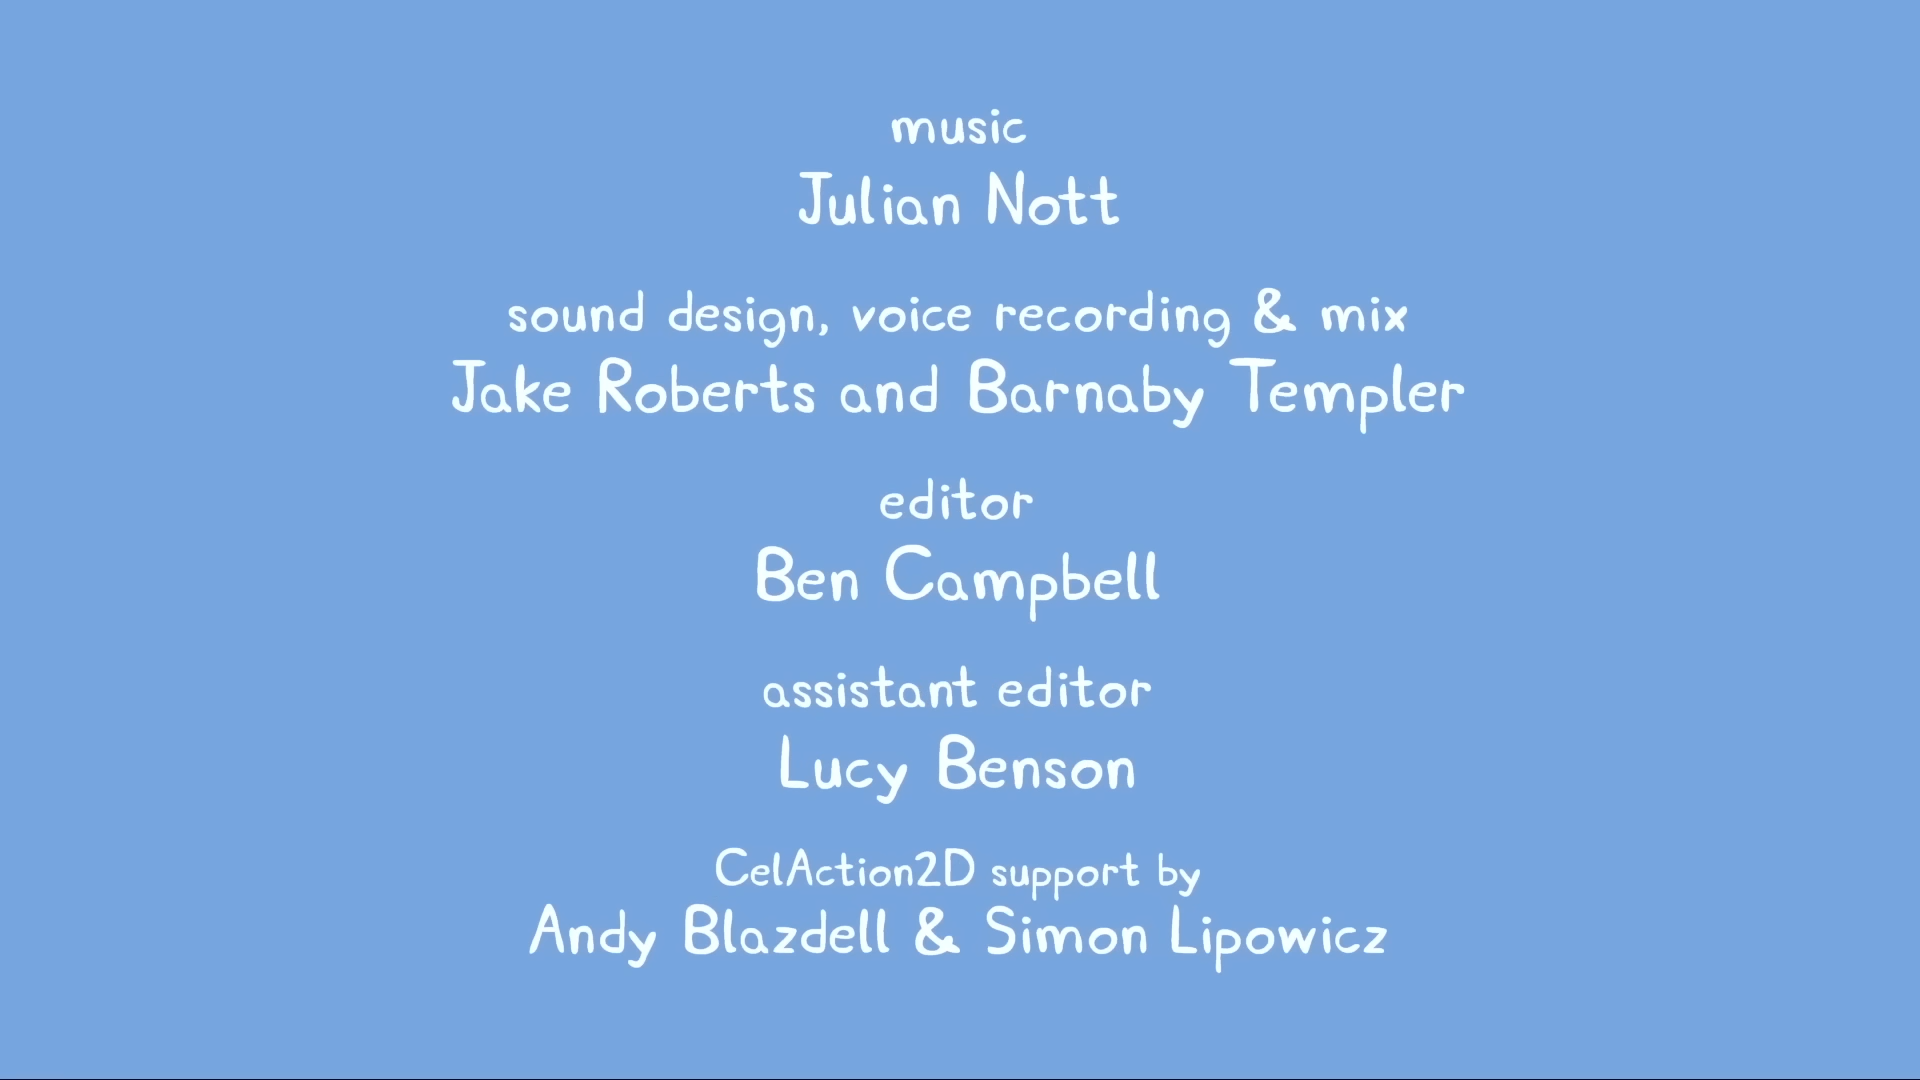 music
Julian Nott
sound design, voice recording & mix
Jake Roberts and Barnaby Templer
editor
Ben Campbell
assistant editor
Lucy Benson
CelAction2D support by
Andy Blazdell & Simon Lipowicz